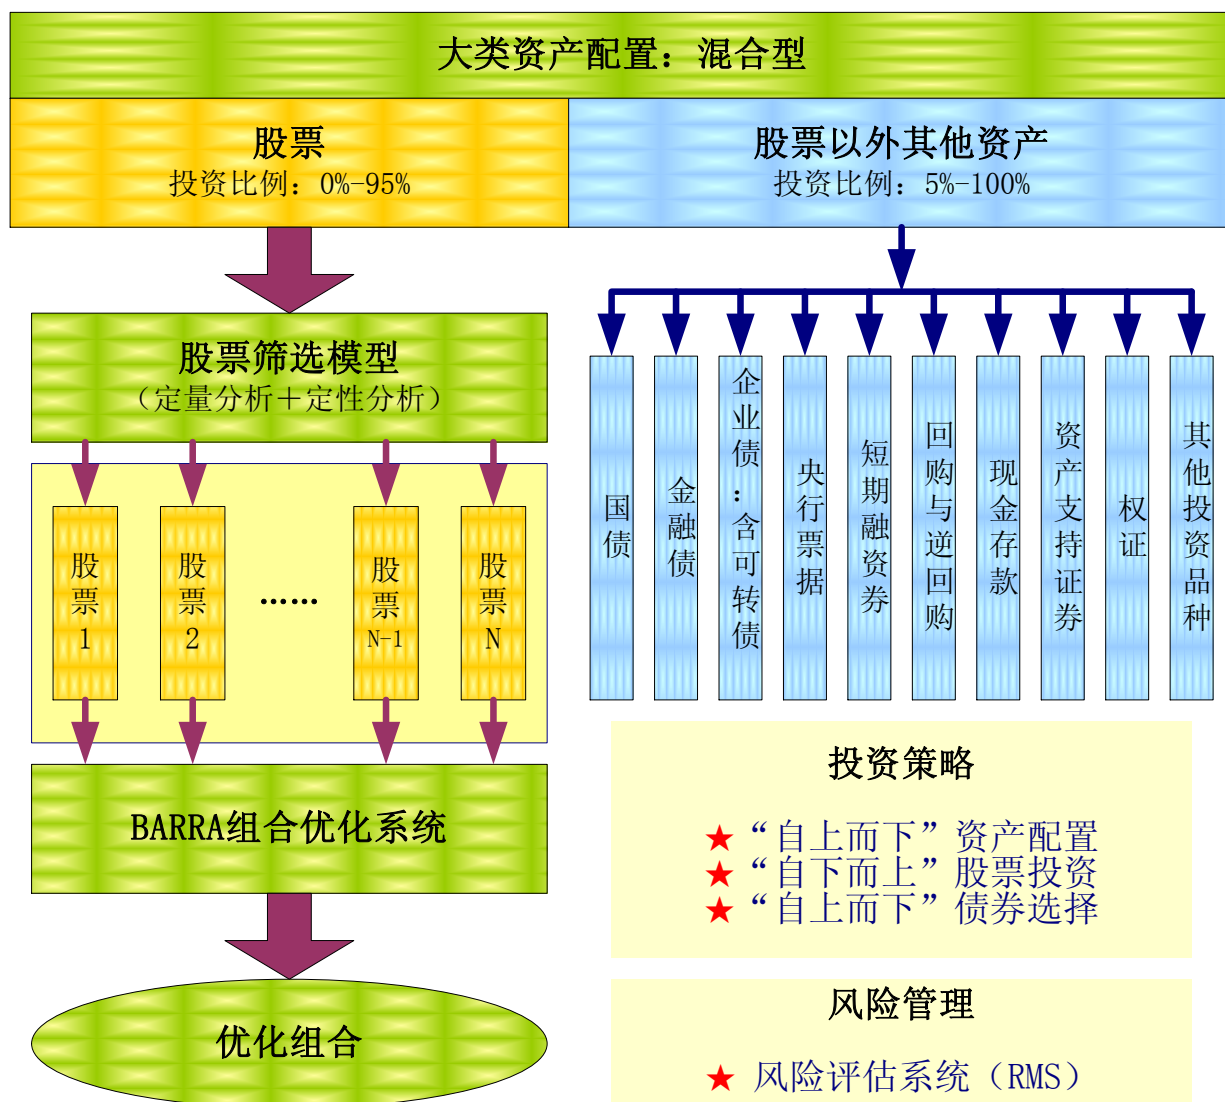 大类资产配置：混合型
股票
投资比例：0%-95%
股票以外其他资产
投资比例：5%-100%
股票筛选模型
（定量分析＋定性分析）
股票1
股票2
……
股票N-1
股票N
BARRA组合优化系统
优化组合
国债
金融债
企业债：含可转债
央行票据
短期融资券
回购与逆回购
现金存款
资产支持证券
权证
其他投资品种
投资策略
★“自上而下”资产配置
★“自下而上”股票投资
★“自上而下”债券选择
风险管理
★ 风险评估系统（RMS）